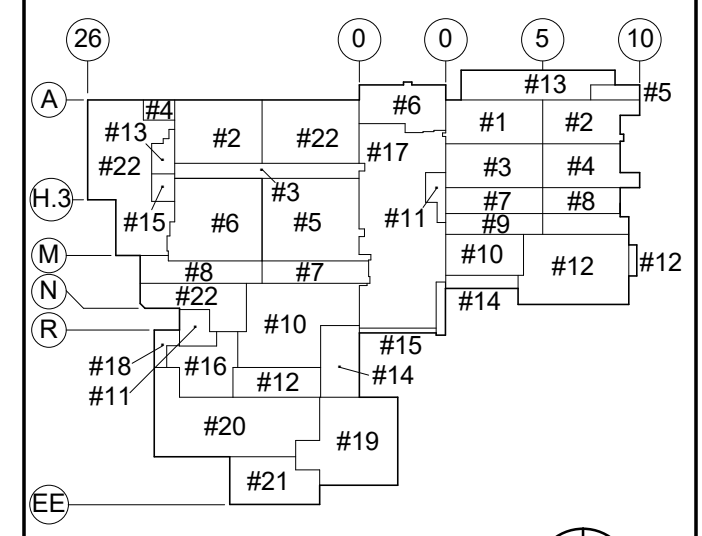 26 0 0 5 10
A #4 #6 #13 #5
#13 #2 #22 #1 #2
#22 #17 #3 #4
H.3 #3
#15 #6 #5 #11 #7 #8
#9
M #10 #12 #12
#8 #7
N #22 #14
R #10
#15
#18 #16 #14
#11 #12
#20 #19
#21
EE